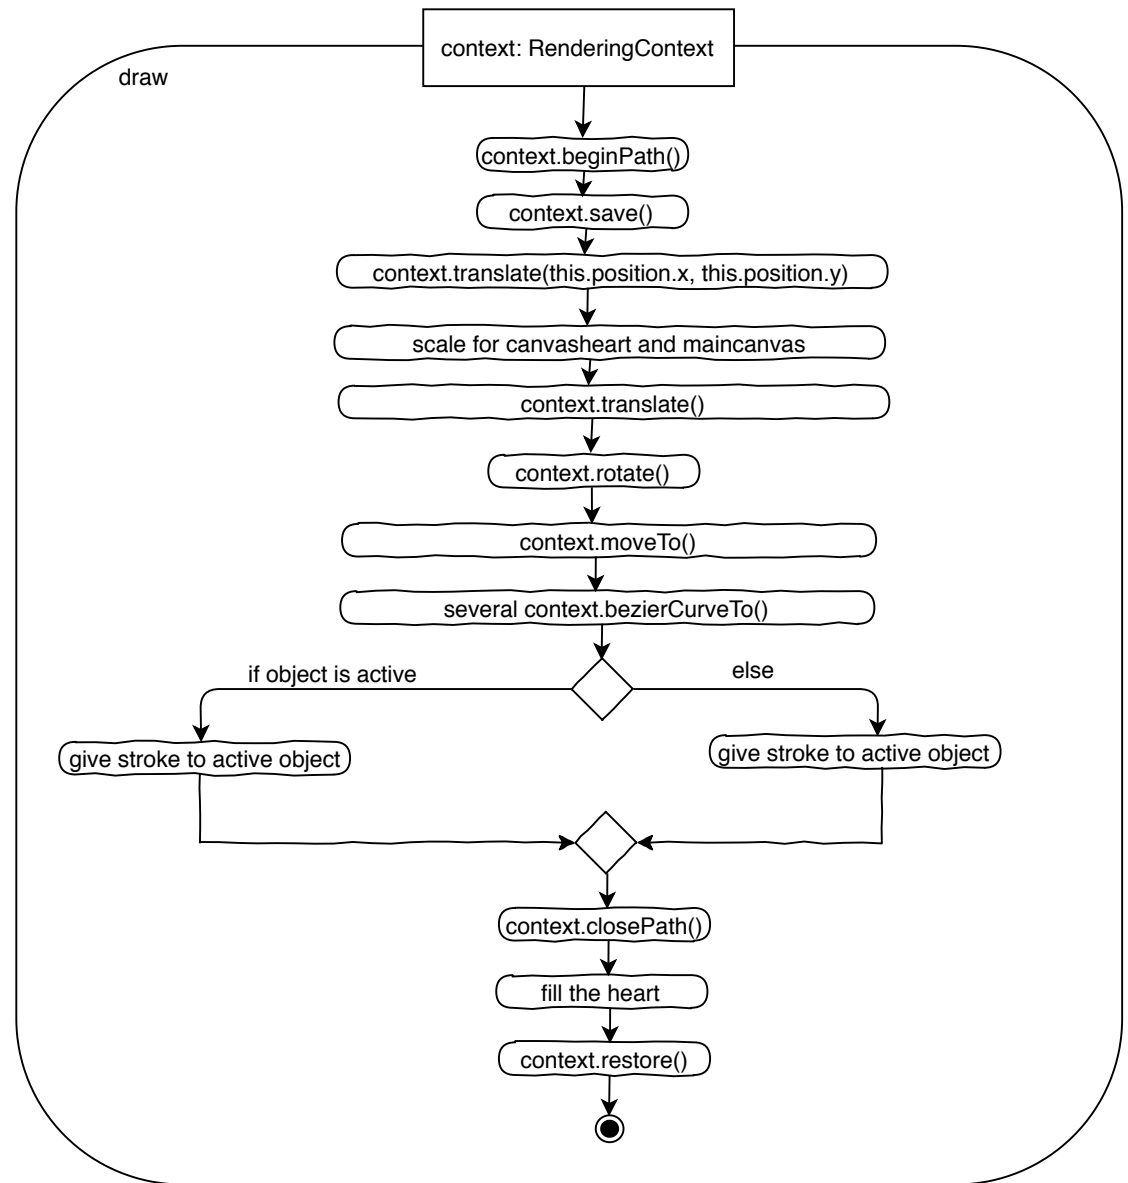 context: RenderingContext
draw
context.beginPath()
context.save()
context.translate(this.position.x, this.position.y)
scale for canvasheart and maincanvas
context.translate()
context.rotate()
context.moveTo()
several context.bezierCurveTo()
if object is active
else
give stroke to active object
give stroke to active object
context.closePath()
fill the heart
context.restore()